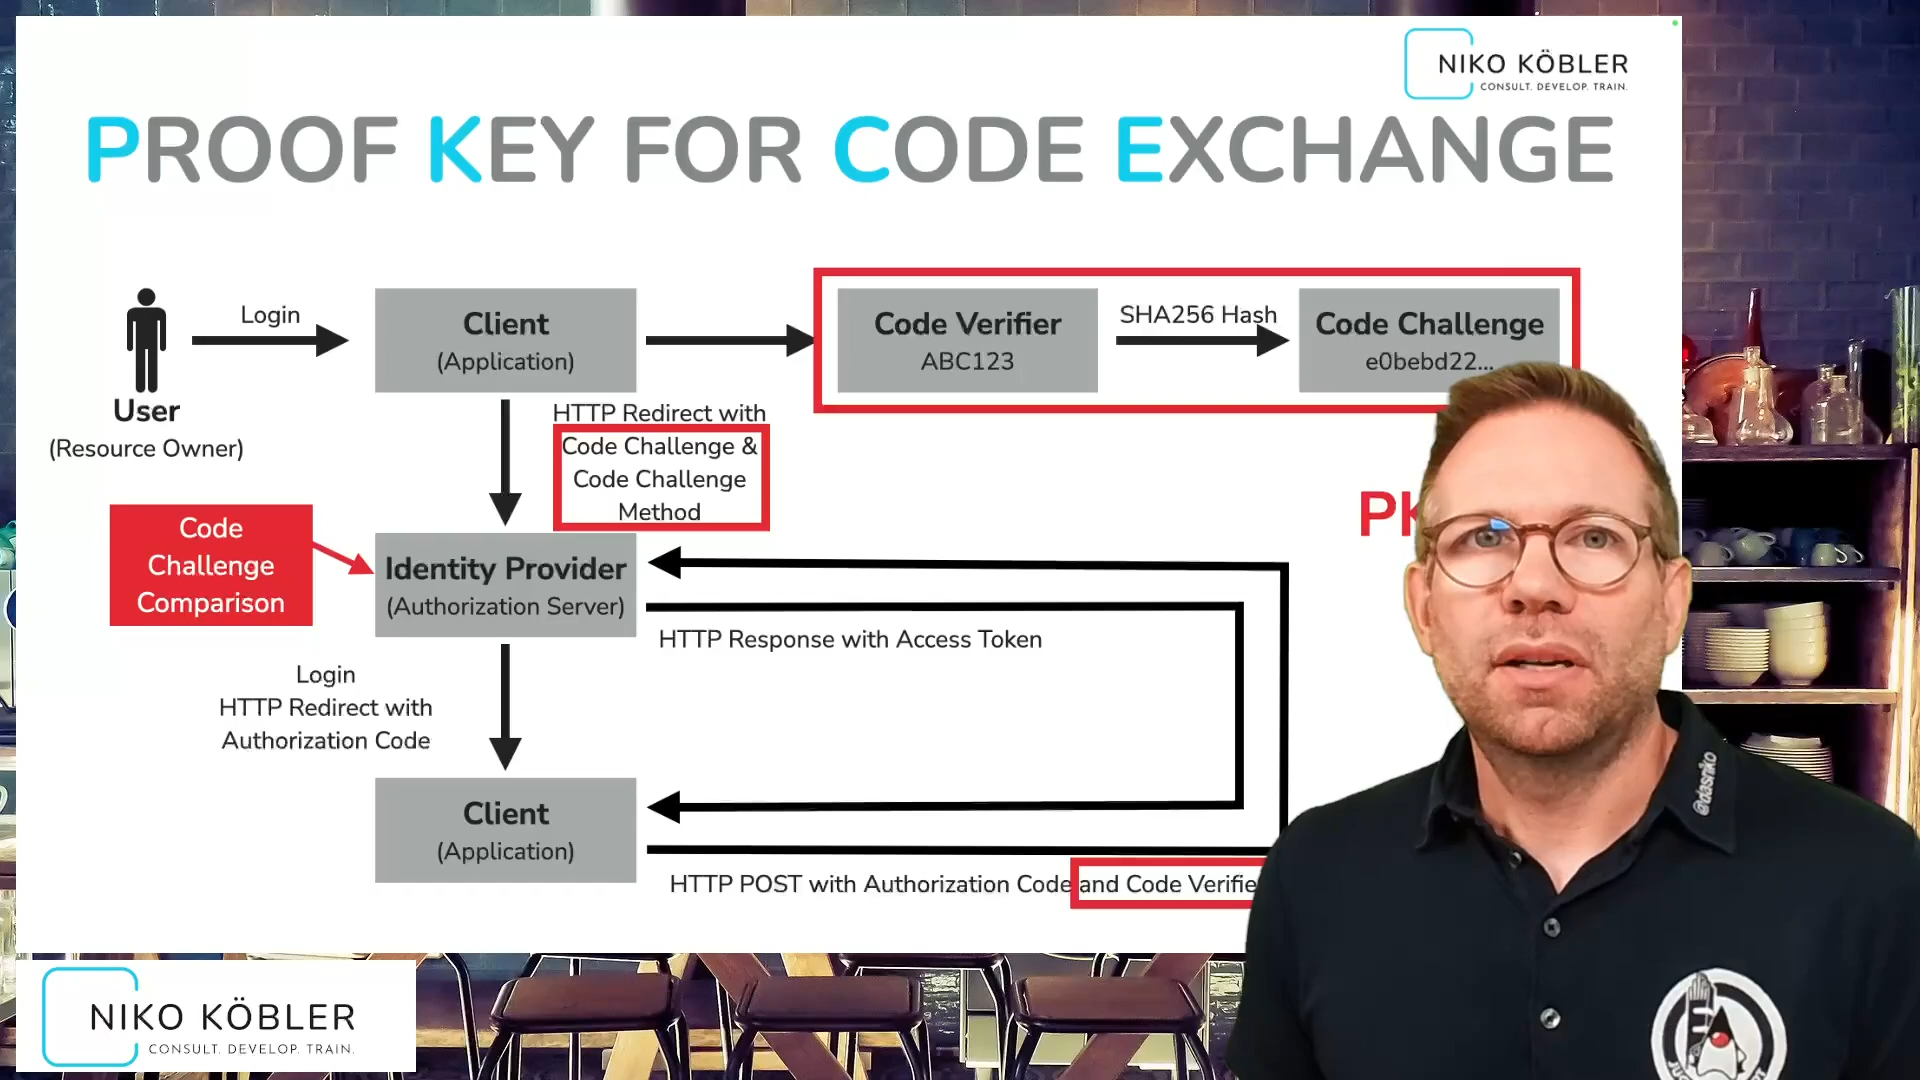 NIKO KÖBLER
CONSULT. DEVELOP. TRAIN.
PROOF KEY FOR CODE EXCHANGE
Login
Client
(Application)
Code Verifier
ABC123
SHA256 Hash
Code Challenge
e0bebd22...
User
(Resource Owner)
HTTP Redirect with
Code Challenge &
Code Challenge
Method
Code
Challenge
Comparison
Identity Provider
(Authorization Server)
HTTP Response with Access Token
Login
HTTP Redirect with
Authorization Code
Client
(Application)
HTTP POST with Authorization Code and Code
@dasniko
NIKO KÖBLER
CONSULT. DEVELOP. TRAIN.